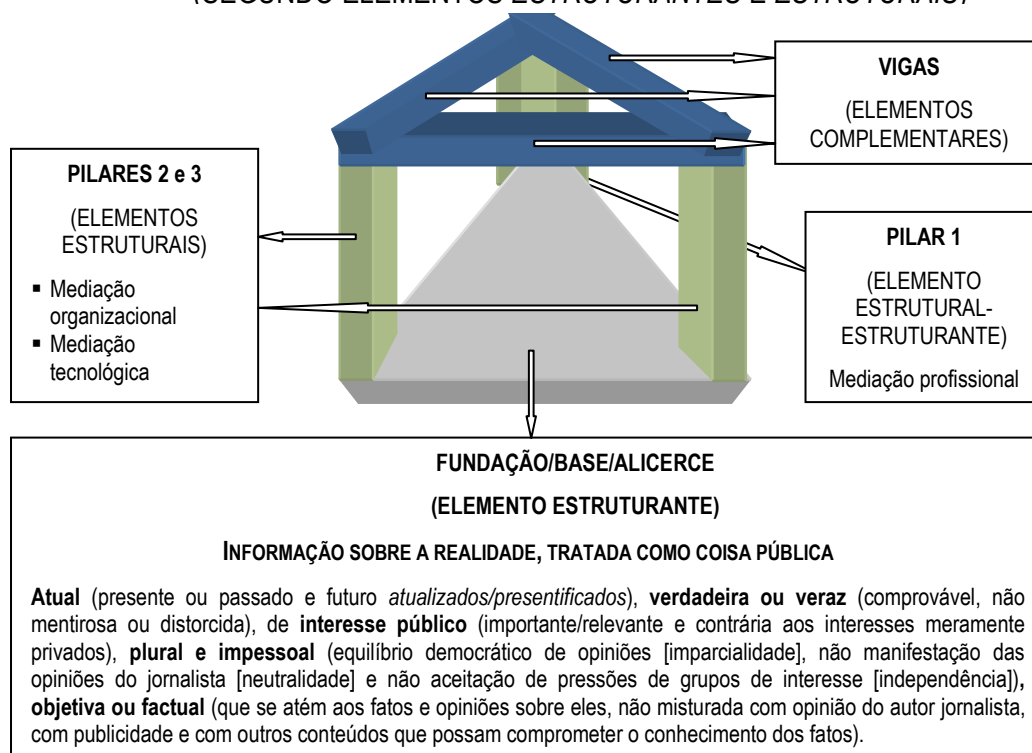 (SEGUNDO ELEMENTOS ESTRUTURANTES E ESTRUTURAIS)
VIGAS
(ELEMENTOS
COMPLEMENTARES)
PILARES 2 e 3
(ELEMENTOS
ESTRUTURAIS)
▪ Mediação
organizacional
▪ Mediação
tecnológica
PILAR 1
(ELEMENTO
ESTRUTURAL-
ESTRUTURANTE)
Mediação profissional
FUNDAÇÃO/BASE/ALICERCE
(ELEMENTO ESTRUTURANTE)
INFORMAÇÃO SOBRE A REALIDADE, TRATADA COMO COISA PÚBLICA
Atual (presente ou passado e futuro atualizados/presentificados), verdadeira ou veraz (comprovável, não
mentirosa ou distorcida), de interesse público (importante/relevante e contrária aos interesses meramente
privados), plural e impessoal (equilíbrio democrático de opiniões [imparcialidade], não manifestação das
opiniões do jornalista [neutralidade] e não aceitação de pressões de grupos de interesse [independência]),
objetiva ou factual (que se atém aos fatos e opiniões sobre eles, não misturada com opinião do autor jornalista,
com publicidade e com outros conteúdos que possam comprometer o conhecimento dos fatos).